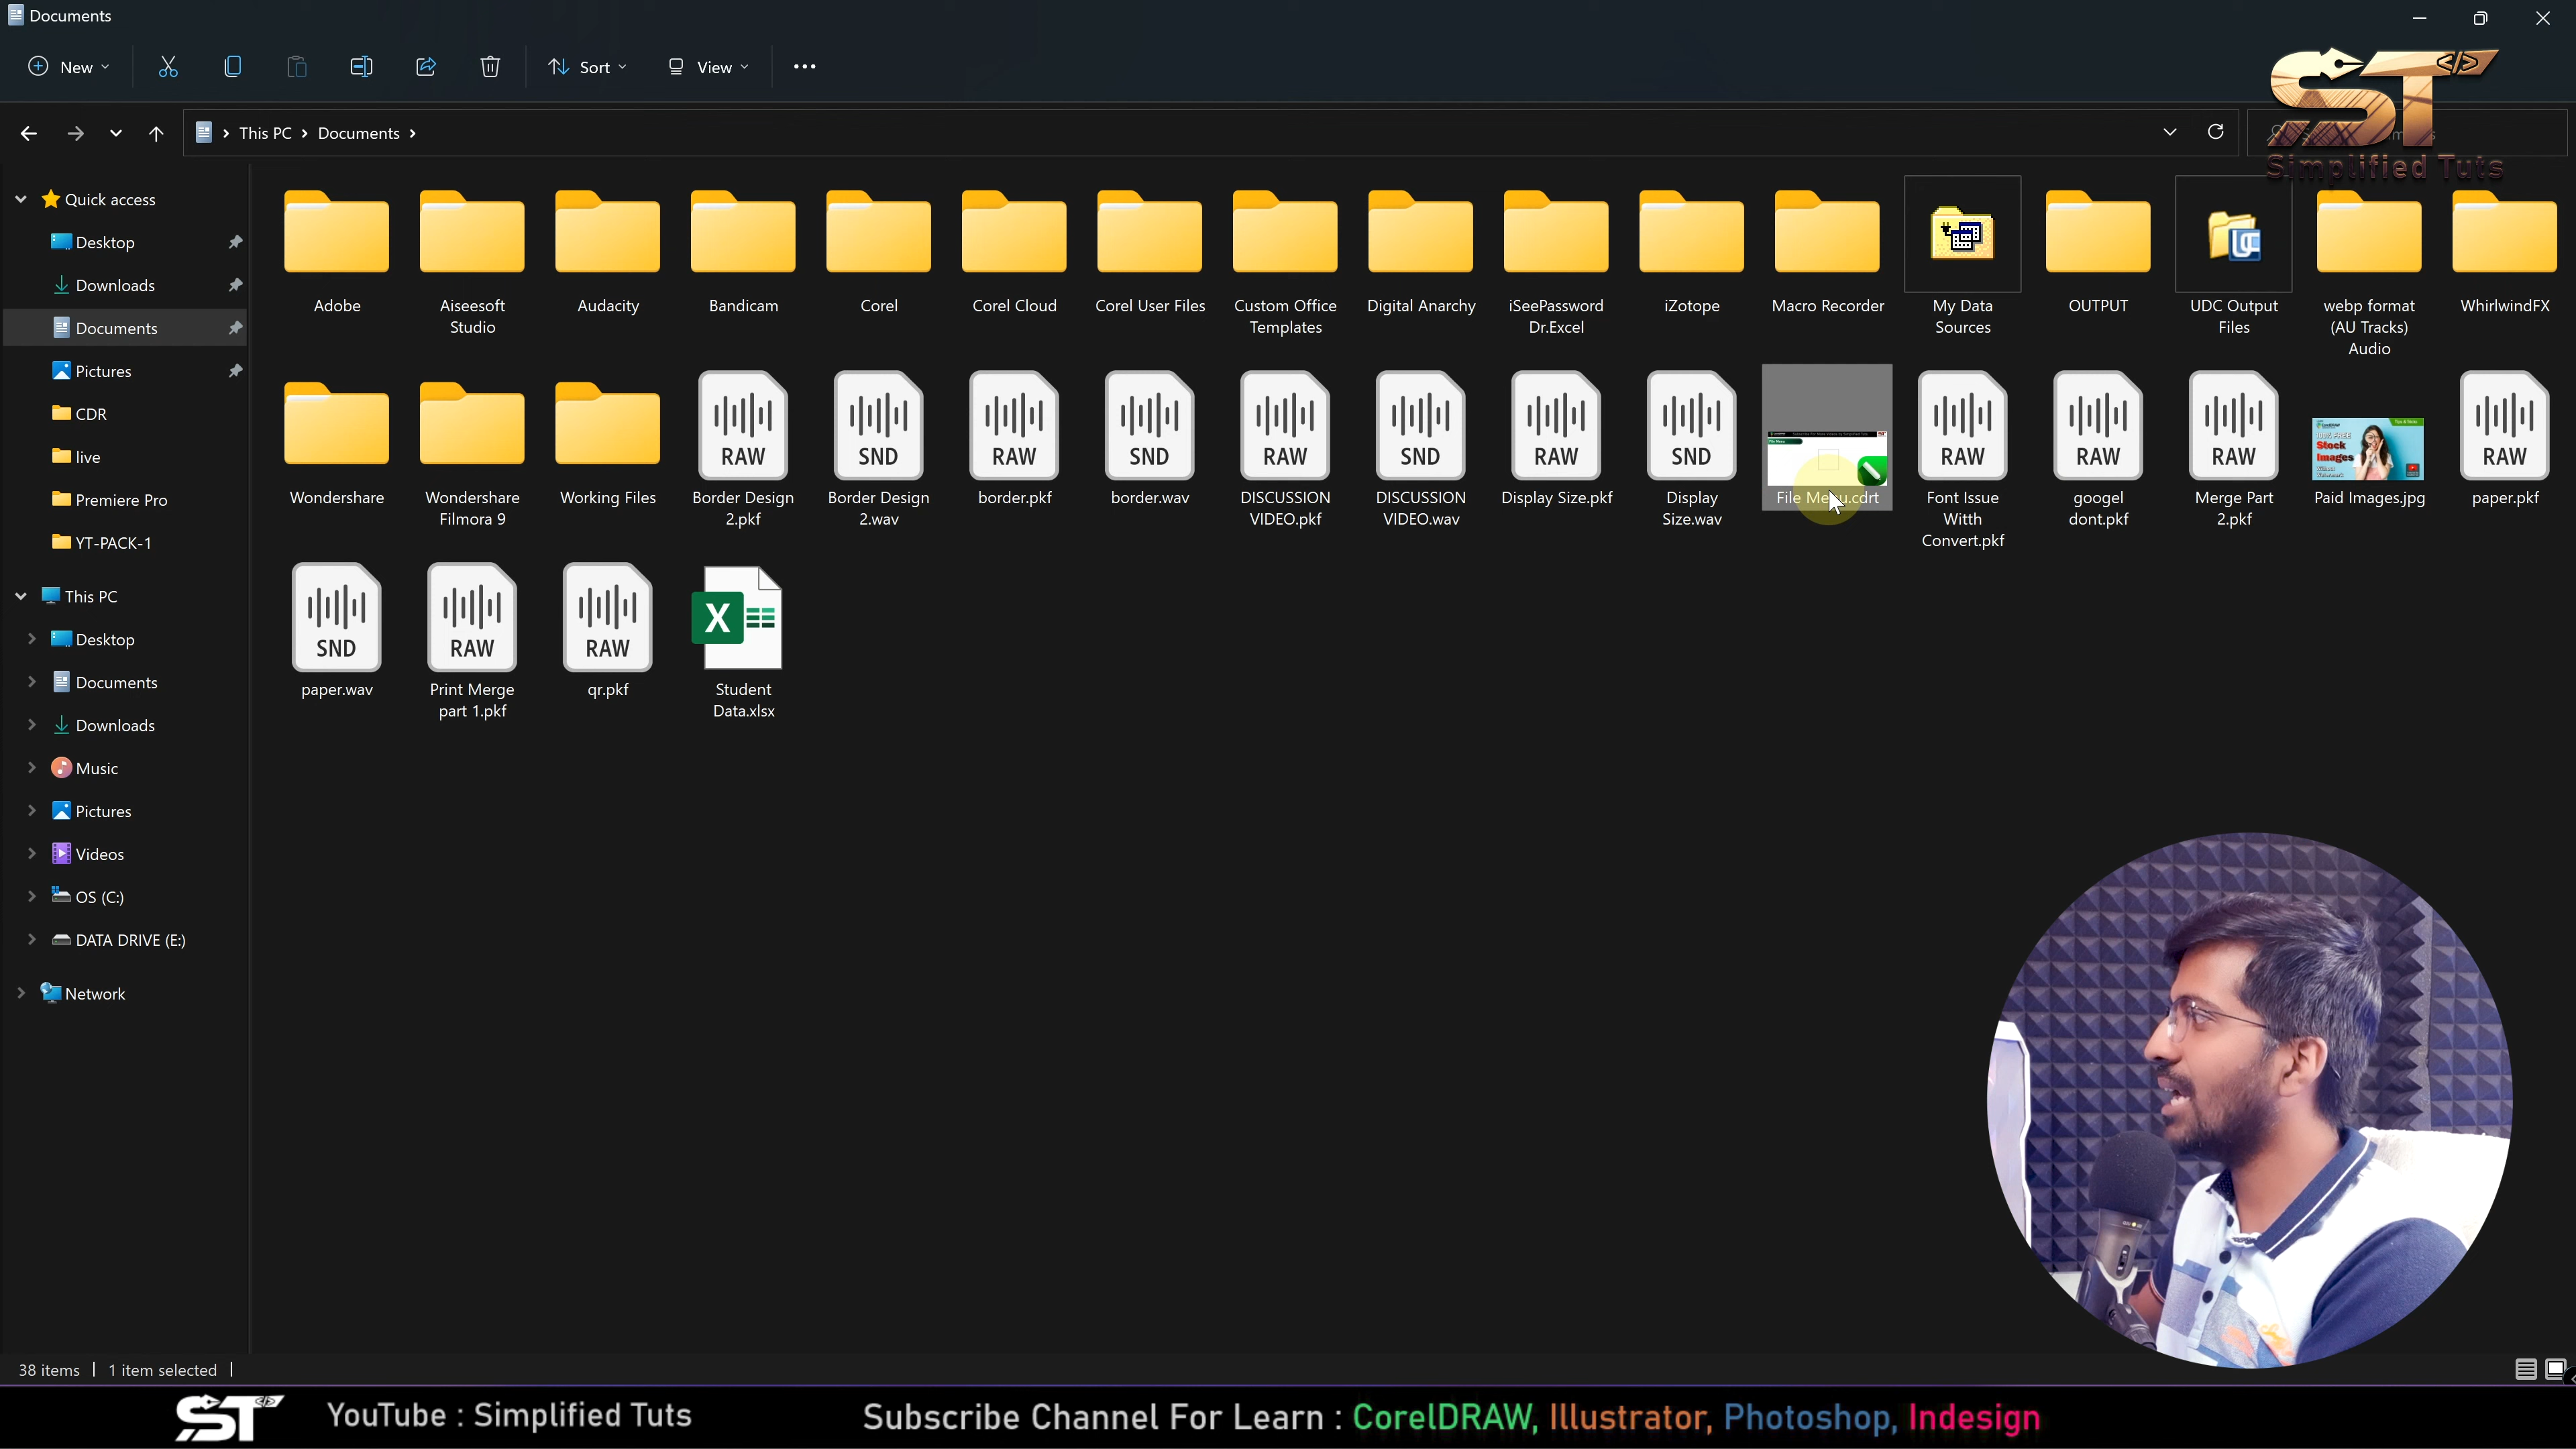 Documents
New
Sort
View
This PC
Documents
Simplified Tuts
Quick access
Desktop
Downloads
Documents
Pictures
CDR
live
Premiere Pro
YT-PACK-1
This PC
Desktop
Documents
Downloads
Music
Pictures
Videos
OS (C:)
DATA DRIVE (E:)
Network
Adobe
Aiseesoft
Studio
Audacity
Bandicam
Corel
Corel Cloud
Corel User Files
Custom Office
Templates
Digital Anarchy
iSeePassword
Dr.Excel
iZotope
Macro Recorder
My Data
Sources
OUTPUT
UDC Output
Files
webp format
(AU Tracks)
Audio
WhirlwindFX
Wondershare
Wondershare
Filmora 9
Working Files
RAW
Border Design
2.pkf
SND
Border Design
2.wav
RAW
border.pkf
SND
border.wav
RAW
DISCUSSION
VIDEO.pkf
SND
DISCUSSION
VIDEO.wav
RAW
Display Size.pkf
SND
Display
Size.wav
File Menu.cdrt
RAW
Font Issue
Witth
Convert.pkf
RAW
googel
dont.pkf
RAW
Merge Part
2.pkf
Stock
Images
Paid Images.jpg
RAW
paper.pkf
SND
paper.wav
RAW
Print Merge
part 1.pkf
RAW
qr.pkf
X
Student
Data.xlsx
38 items
1 item selected
ST
YouTube : Simplified Tuts
Subscribe Channel For Learn : CorelDRAW, Illustrator, Photoshop, Indesign